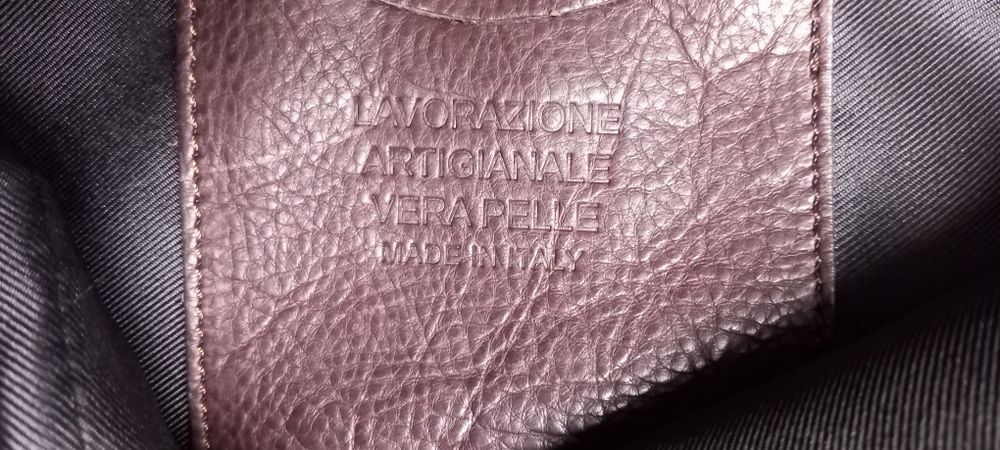 LAVORAZIONE
ARTIGIANALE
VERA PELLE
MADE IN ITALY